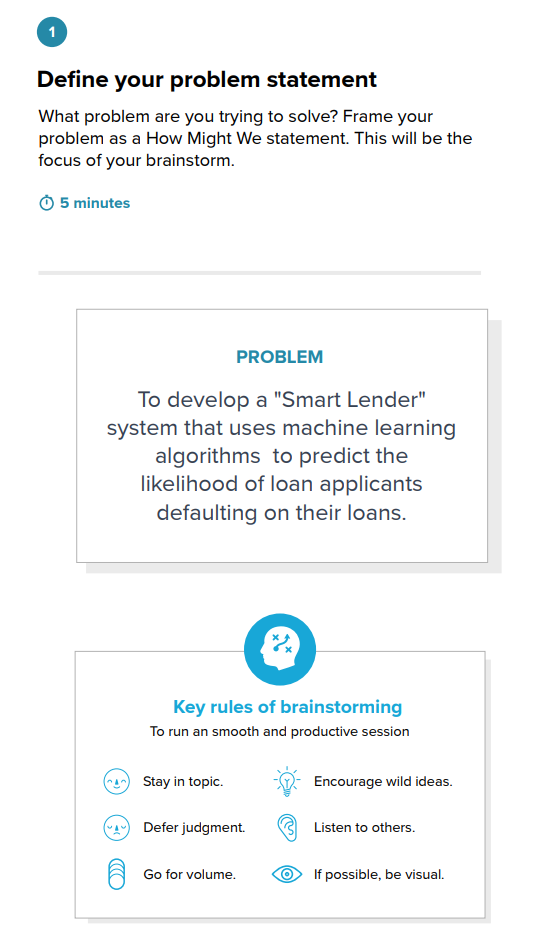 1
Define your problem statement
What problem are you trying to solve? Frame your
problem as a How Might We statement. This will be the
focus of your brainstorm.
5 minutes
PROBLEM
To develop a "Smart Lender"
system that uses machine learning
algorithms  to predict the
likelihood of loan applicants
defaulting on their loans.
Key rules of brainstorming
To run an smooth and productive session
Stay in topic.
Encourage wild ideas.
Defer judgment.
Listen to others.
Go for volume.
If possible, be visual.